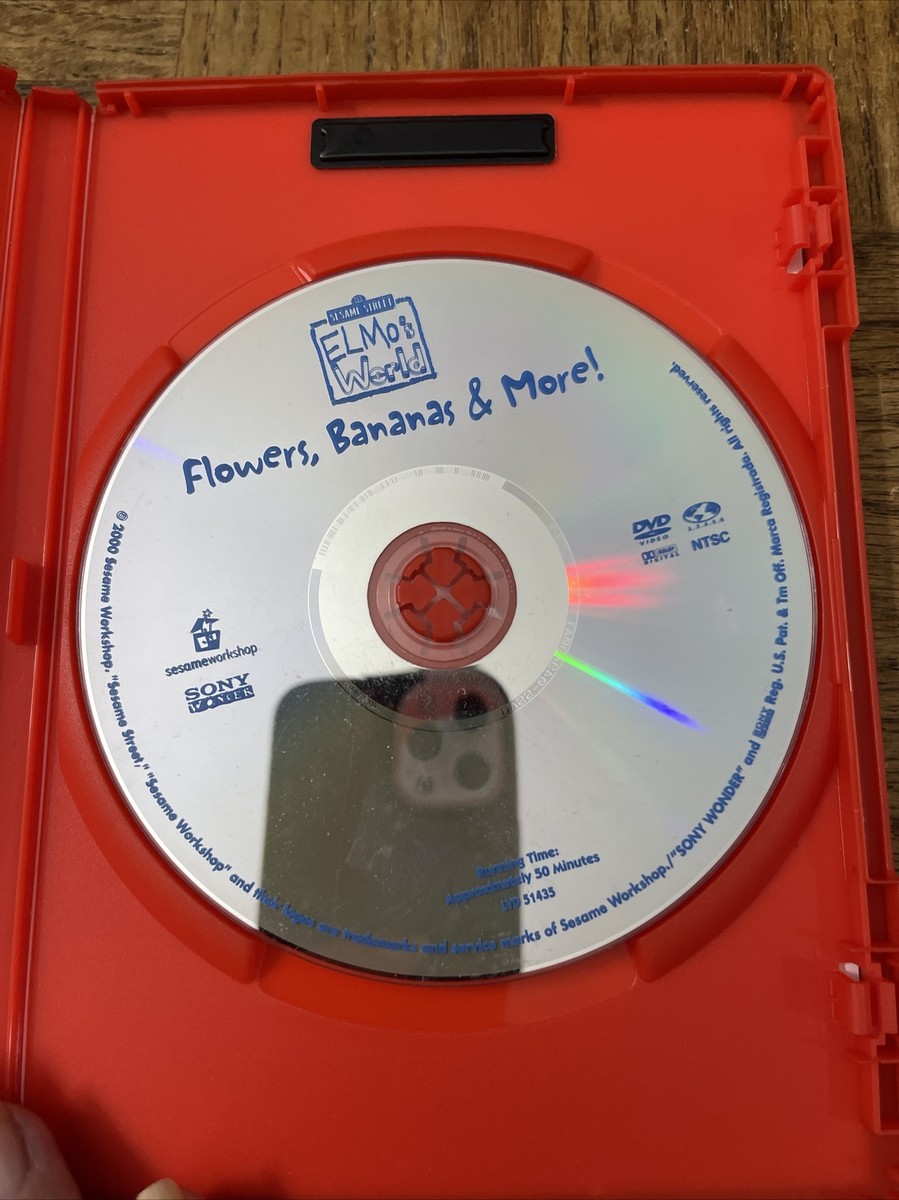 SESAME STREET
ELMo's
World
Flowers, Bananas & More!
DVD
VIDEO
DIGITAL
NTSC
sesameworkshop
SONY
WONDER
Running Time:
Approximately 50 Minutes
LVD 51435
© 2000 Sesame Workshop. "Sesame Street," "Sesame Workshop" and their logos are trademarks and service marks of Sesame Workshop./"SONY WONDER" and SONY WONDER Reg. U.S. Pat. & Tm Off. Marca Registrada. All rights reserved.